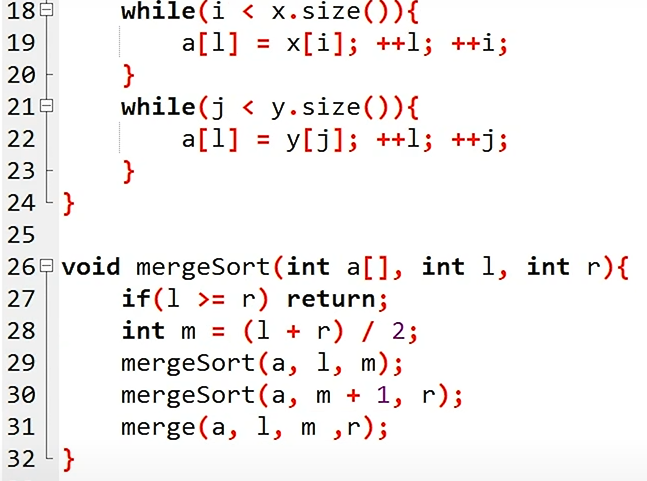 18 while(i < x.size()){
19 a[l] = x[i]; ++l; ++i;
20 }
21 while(j < y.size()){
22 a[l] = y[j]; ++l; ++j;
23 }
24 }
25
26 void mergeSort(int a[], int l, int r){
27 if(l >= r) return;
28 int m = (l + r) / 2;
29 mergeSort(a, l, m);
30 mergeSort(a, m + 1, r);
31 merge(a, l, m ,r);
32 }